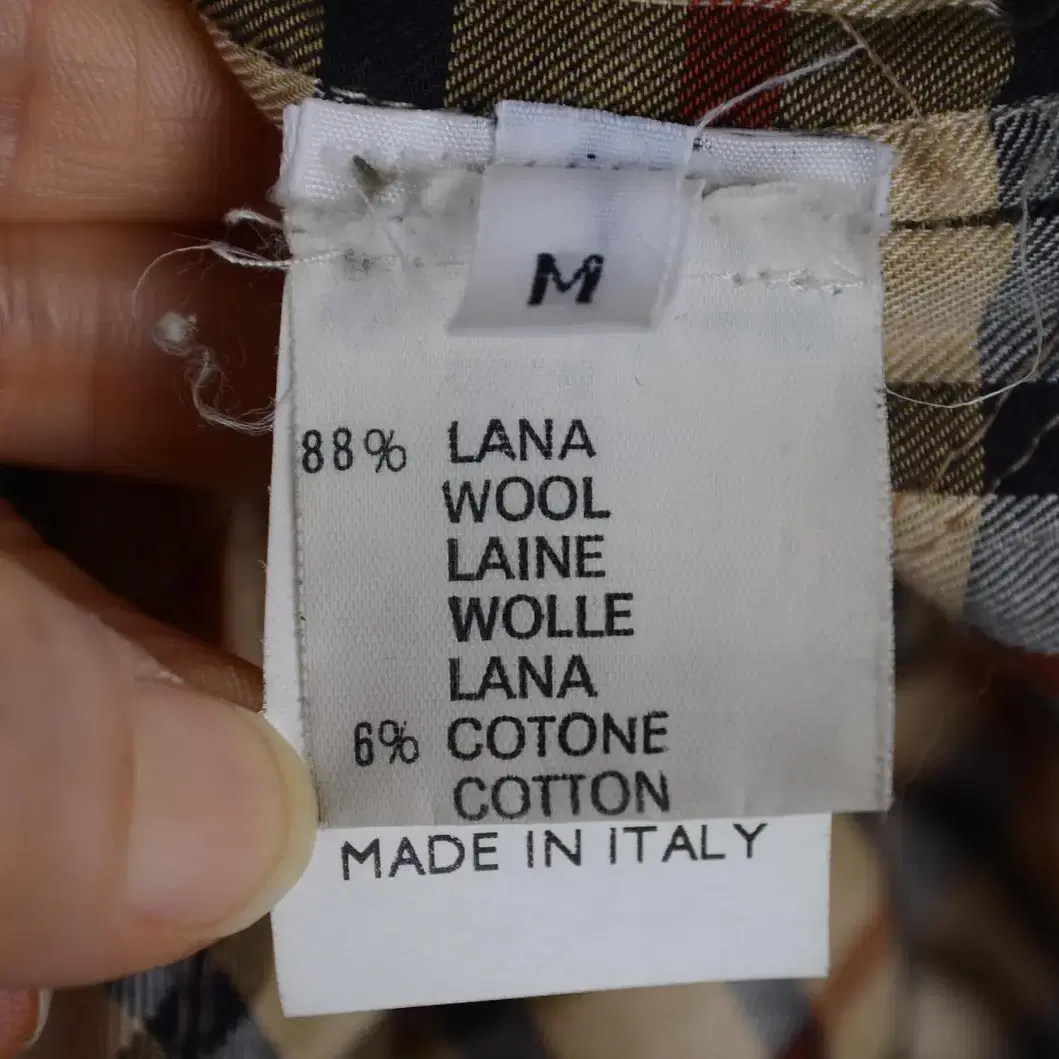 M
88% LANA
WOOL
LAINE
WOLLE
LANA
6% COTONE
COTTON
MADE IN ITALY